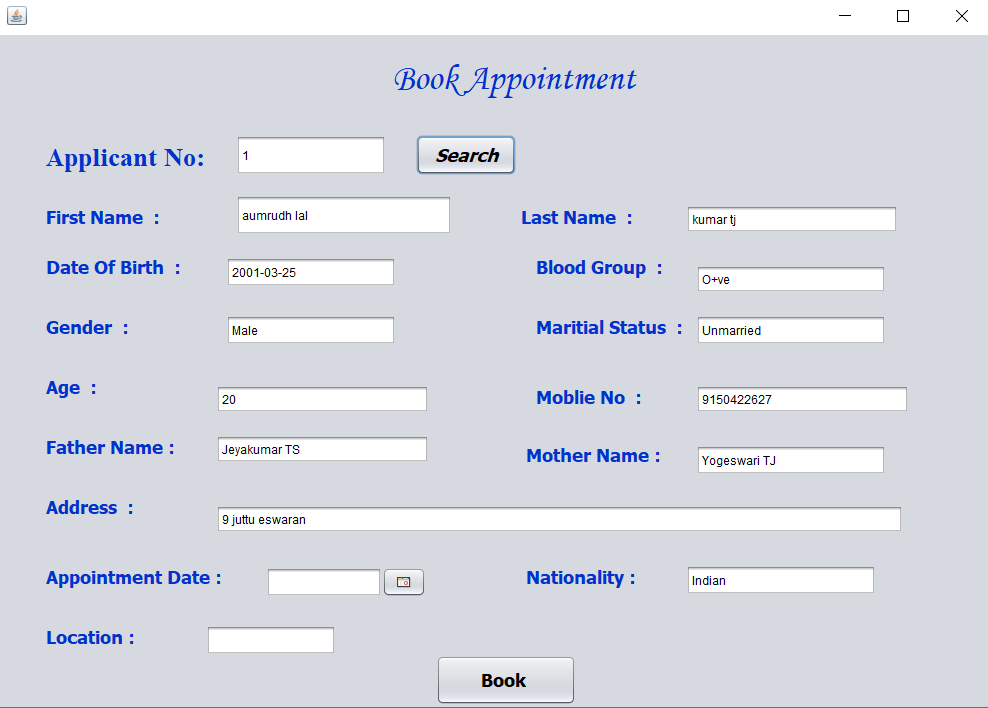 Book Appointment
Applicant No: 1 Search
First Name : aumrudh lal Last Name : kumar tj
Date Of Birth : 2001-03-25 Blood Group : O+ve
Gender : Male Maritial Status : Unmarried
Age : 20 Moblie No : 9150422627
Father Name : Jeyakumar TS Mother Name : Yogeswari TJ
Address : 9 juttu eswaran
Appointment Date : Nationality : Indian
Location :
Book